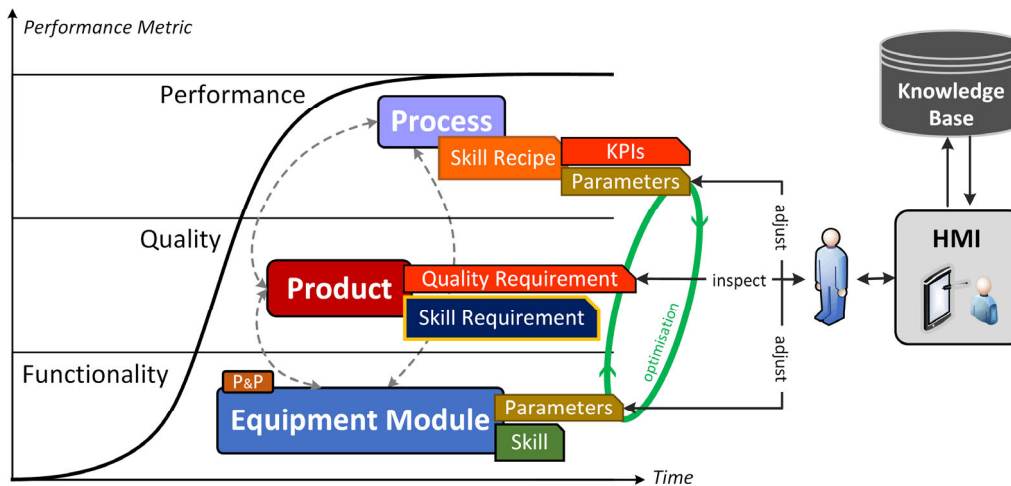 Performance Metric
Performance
Process
Skill Recipe
KPIs
Parameters
Knowledge
Base
adjust
Quality
Product
Quality Requirement
Skill Requirement
inspect
HMI
optimisation
adjust
Functionality
P&P
Equipment Module
Parameters
Skill
Time